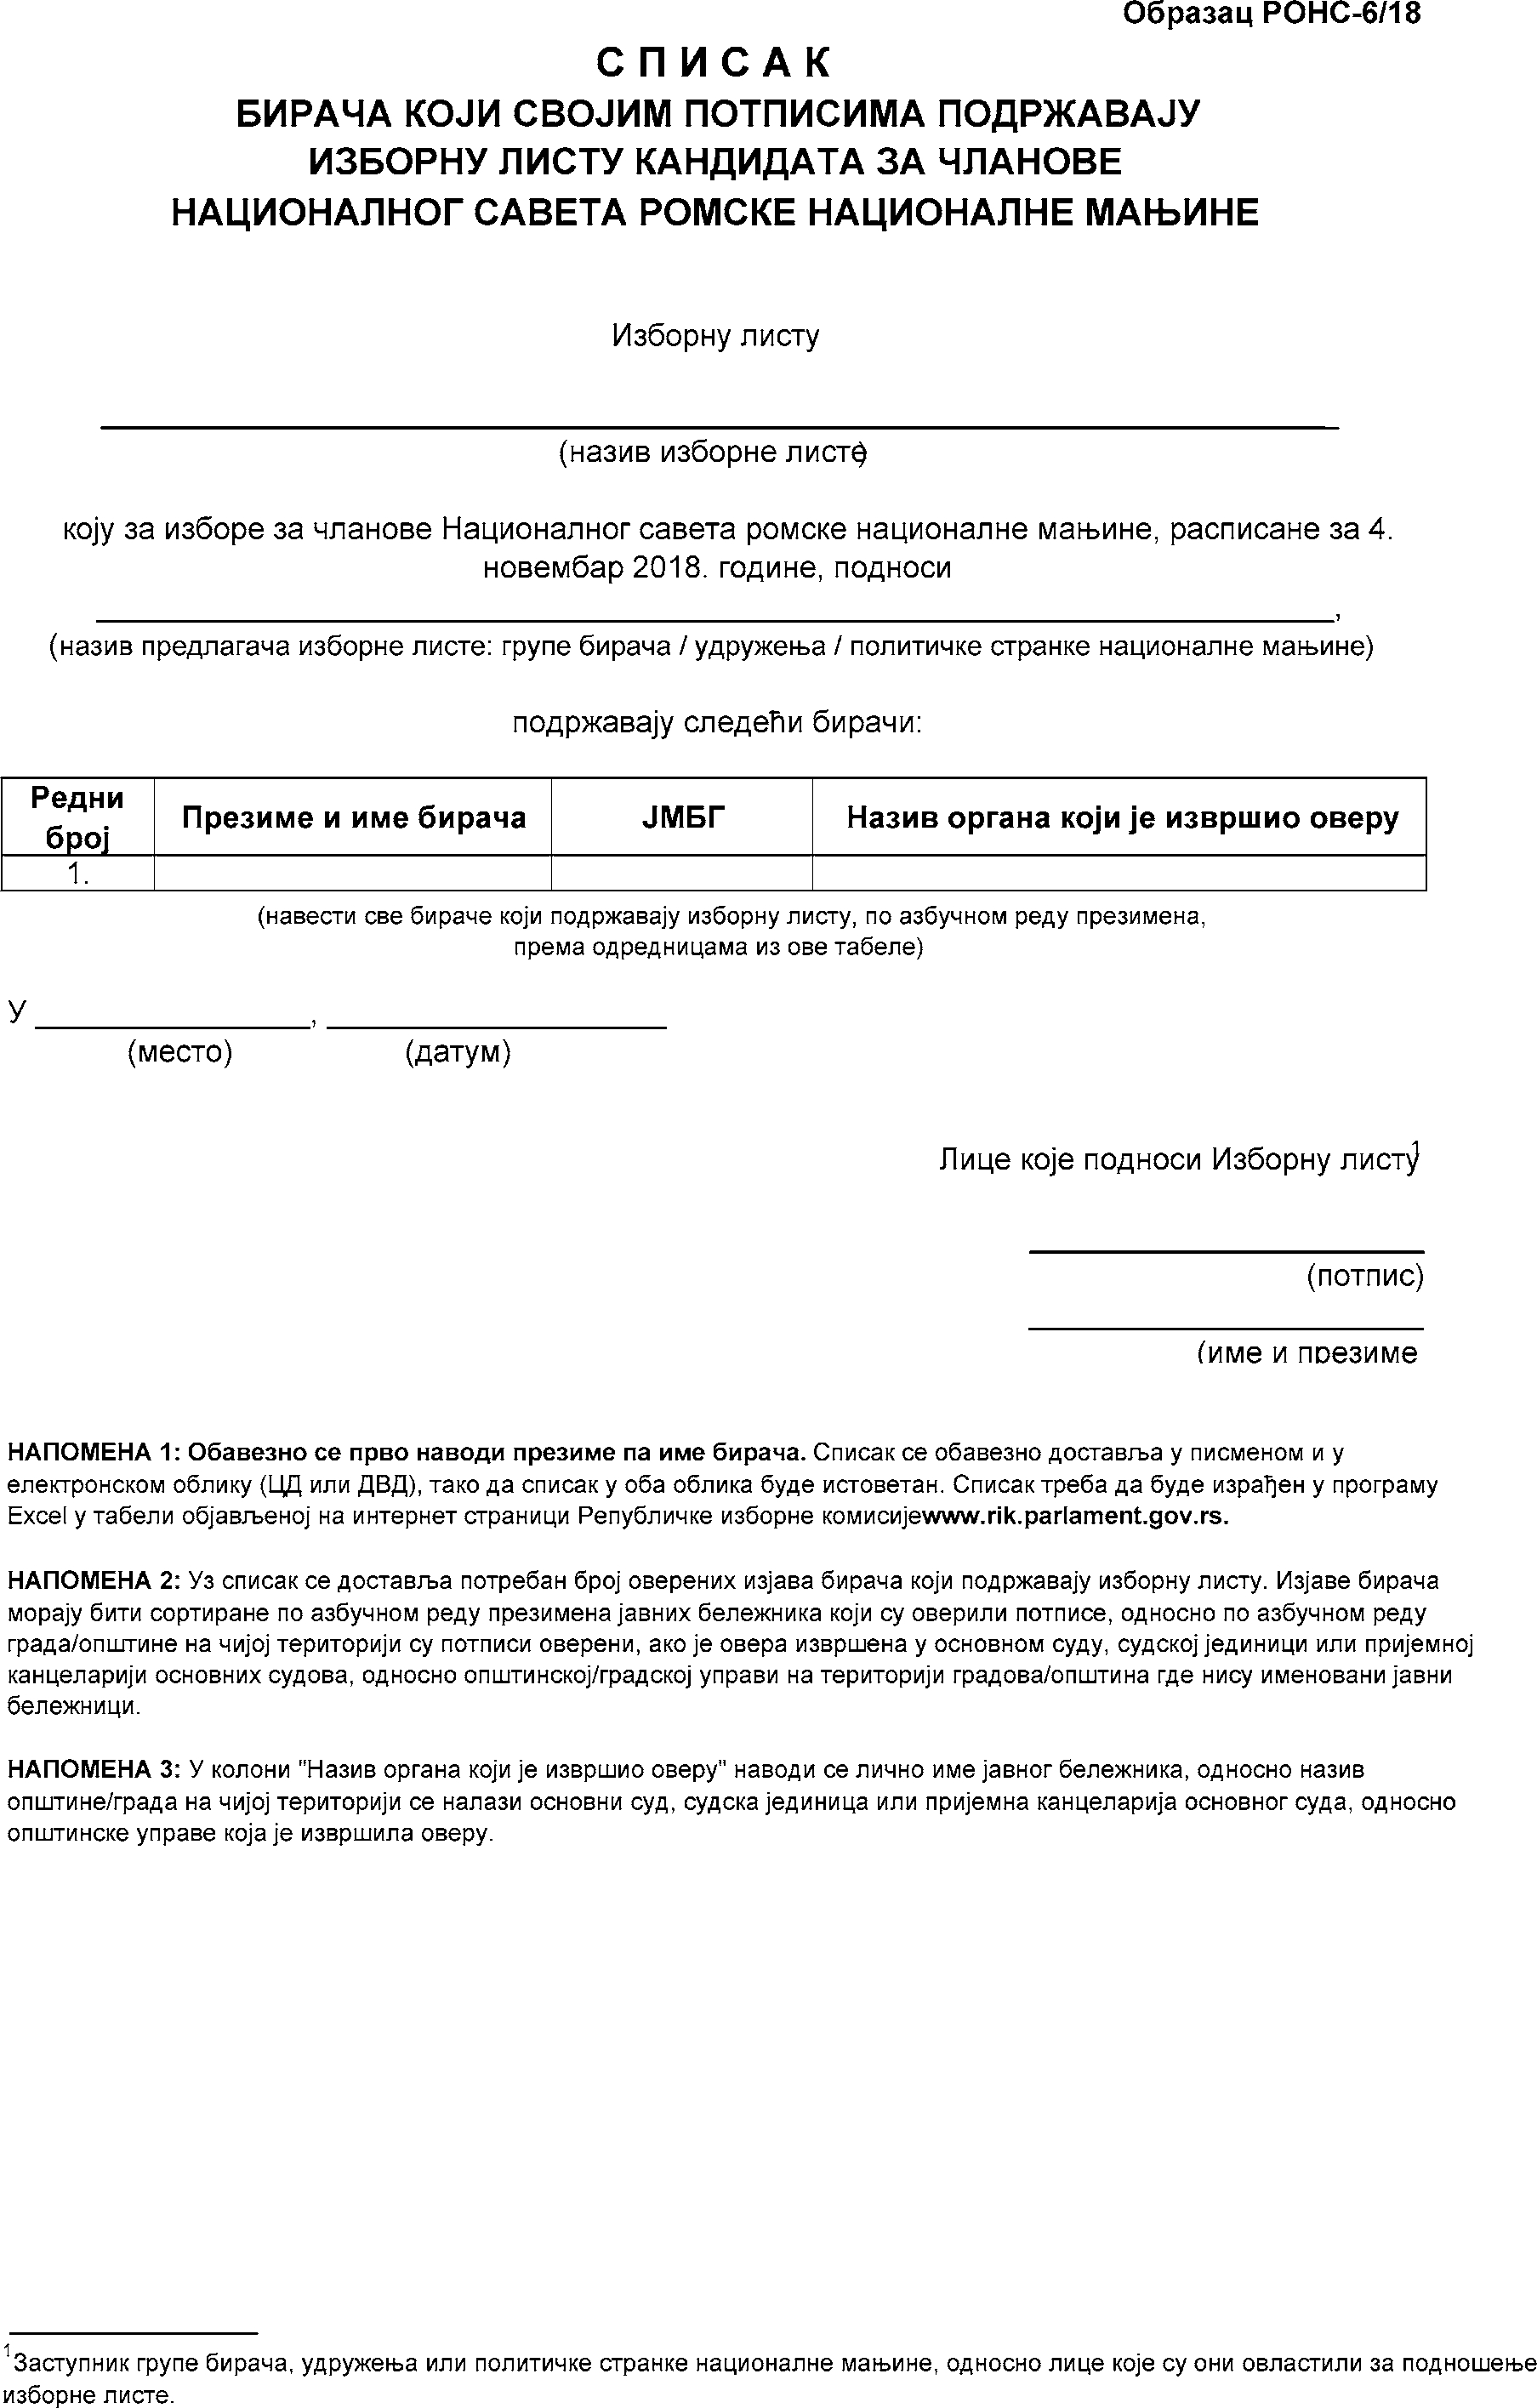 Образац РОНС-6/18
С П И С А К
БИРАЧА КОЈИ СВОЈИМ ПОТПИСИМА ПОДРЖАВАЈУ
ИЗБОРНУ ЛИСТУ КАНДИДАТА ЗА ЧЛАНОВЕ
НАЦИОНАЛНОГ САВЕТА РОМСКЕ НАЦИОНАЛНЕ МАЊИНЕ
Изборну листу
(назив изборне листе)
коју за изборе за чланове Националног савета ромске националне мањине, расписане за 4.
новембар 2018. године, подноси
,
(назив предлагача изборне листе: групе бирача / удружења / политичке странке националне мањине)
подржавају следећи бирачи:
Редни број Презиме и име бирача ЈМБГ Назив органа који је извршио оверу
1.
(навести све бираче који подржавају изборну листу, по азбучном реду презимена,
према одредницама из ове табеле)
У ____________, ____________
(место) (датум)
Лице које подноси Изборну листу1
(потпис)
(име и презиме
НАПОМЕНА 1: Обавезно се прво наводи презиме па име бирача. Списак се обавезно доставља у писменом и у
електронском облику (ЦД или ДВД), тако да списак у оба облика буде истоветан. Списак треба да буде израђен у програму
Excel у табели објављеној на интернет страници Републичке изборне комисијеwww.rik.parlament.gov.rs.
НАПОМЕНА 2: Уз списак се доставља потребан број оверених изјава бирача који подржавају изборну листу. Изјаве бирача
морају бити сортиране по азбучном реду презимена јавних бележника који су оверили потписе, односно по азбучном реду
града/општине на чијој територији су потписи оверени, ако је овера извршена у основном суду, судској јединици или пријемној
канцеларији основних судова, односно општинској/градској управи на територији градова/општина где нису именовани јавни
бележници.
НАПОМЕНА 3: У колони "Назив органа који је извршио оверу" наводи се лично име јавног бележника, односно назив
општине/града на чијој територији се налази основни суд, судска јединица или пријемна канцеларија основног суда, односно
општинске управе која је извршила оверу.
1Заступник групе бирача, удружења или политичке странке националне мањине, односно лице које су они овластили за подношење
изборне листе.